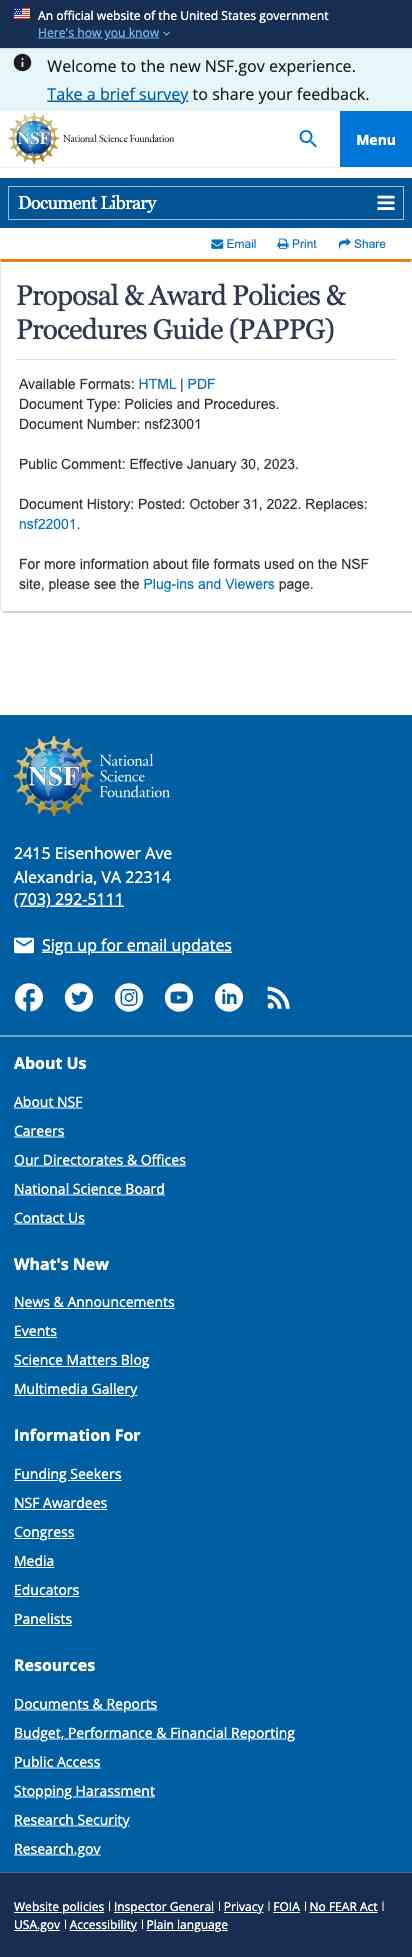 An official website of the United States government
Here's how you know
Welcome to the new NSF.gov experience.
Take a brief survey to share your feedback.
NSF
National Science Foundation
Menu
Document Library
Email Print Share
Proposal & Award Policies &
Procedures Guide (PAPPG)
Available Formats: HTML | PDF
Document Type: Policies and Procedures.
Document Number: nsf23001
Public Comment: Effective January 30, 2023.
Document History: Posted: October 31, 2022. Replaces:
nsf22001.
For more information about file formats used on the NSF
site, please see the Plug-ins and Viewers page.
NSF
National
Science
Foundation
2415 Eisenhower Ave
Alexandria, VA 22314
(703) 292-5111
Sign up for email updates
About Us
About NSF
Careers
Our Directorates & Offices
National Science Board
Contact Us
What's New
News & Announcements
Events
Science Matters Blog
Multimedia Gallery
Information For
Funding Seekers
NSF Awardees
Congress
Media
Educators
Panelists
Resources
Documents & Reports
Budget, Performance & Financial Reporting
Public Access
Stopping Harassment
Research Security
Research.gov
Website policies | Inspector General | Privacy | FOIA | No FEAR Act |
USA.gov | Accessibility | Plain language